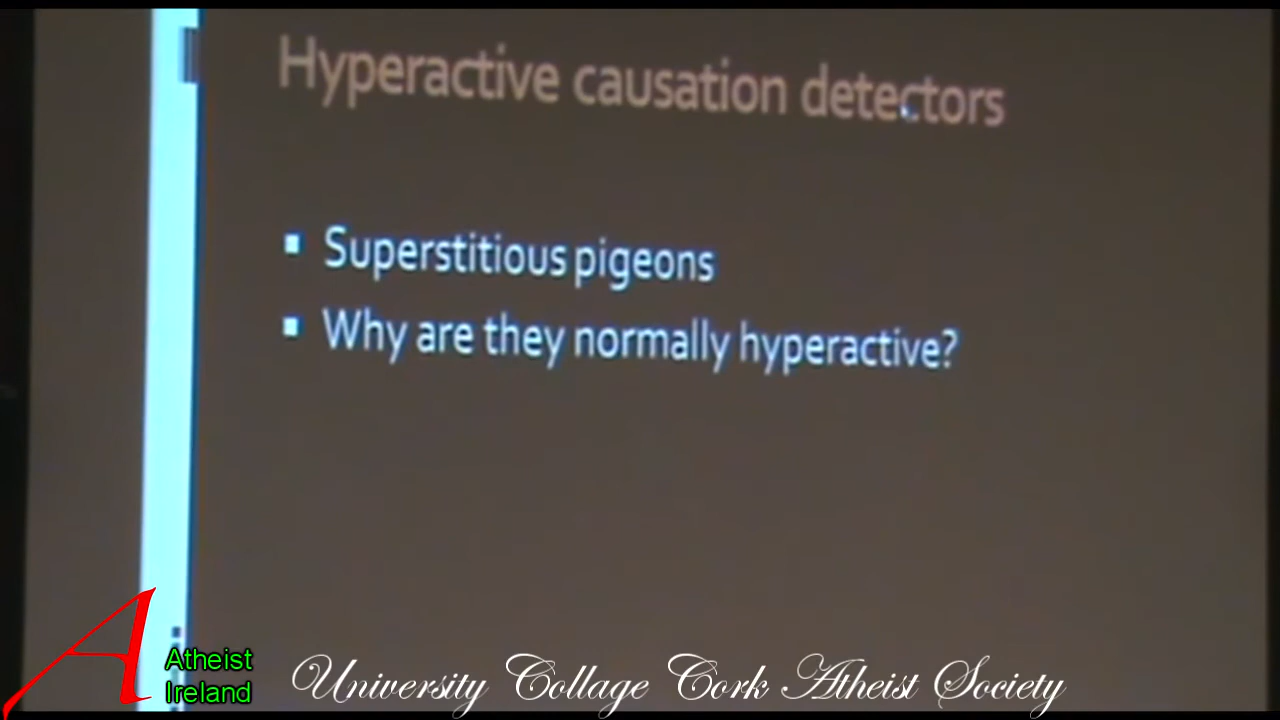 Hyperactive causation detectors
Superstitious pigeons
Why are they normally hyperactive?
A
Atheist
Ireland
University Collage Cork Atheist Society